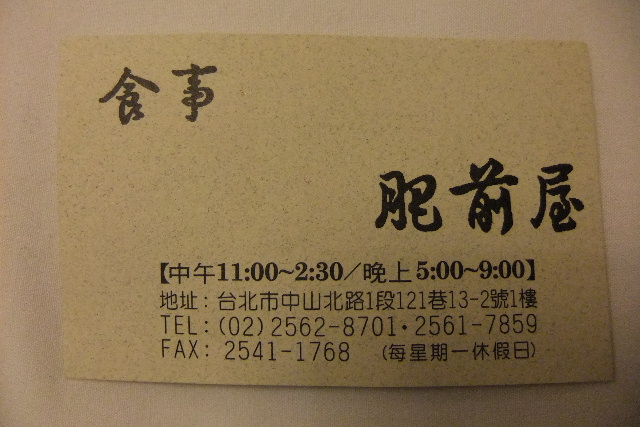 食事
肥前屋
【中午11:00~2:30/晚上5:00~9:00】
地址：台北市中山北路1段121巷13-2號1樓
TEL：(02)2562-8701·2561-7859
FAX：2541-1768 (每星期一休假日)